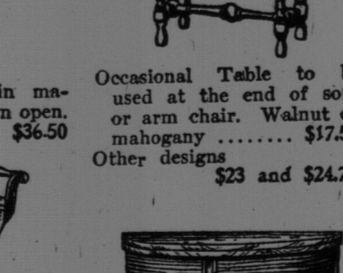 in ma-
n open.
$36.50
Occasional Table to
used at the end of so
or arm chair. Walnut
mahogany ........ $17.5
Other designs
$23 and $24.7